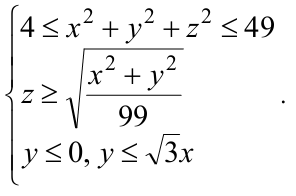 4 ≤ x² + y² + z² ≤ 49
z ≥ √((x² + y²)/99)
y ≤ 0, y ≤ √3x
.